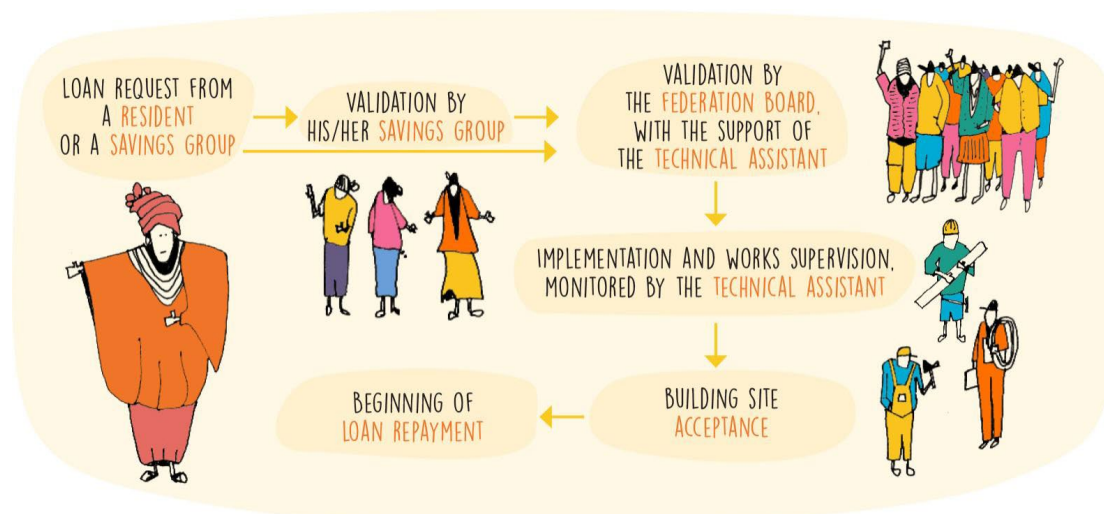 LOAN REQUEST FROM
A RESIDENT
OR A SAVINGS GROUP
VALIDATION BY
HIS/HER SAVINGS GROUP
VALIDATION BY
THE FEDERATION BOARD,
WITH THE SUPPORT OF
THE TECHNICAL ASSISTANT
IMPLEMENTATION AND WORKS SUPERVISION,
MONITORED BY THE TECHNICAL ASSISTANT
BUILDING SITE
ACCEPTANCE
BEGINNING OF
LOAN REPAYMENT